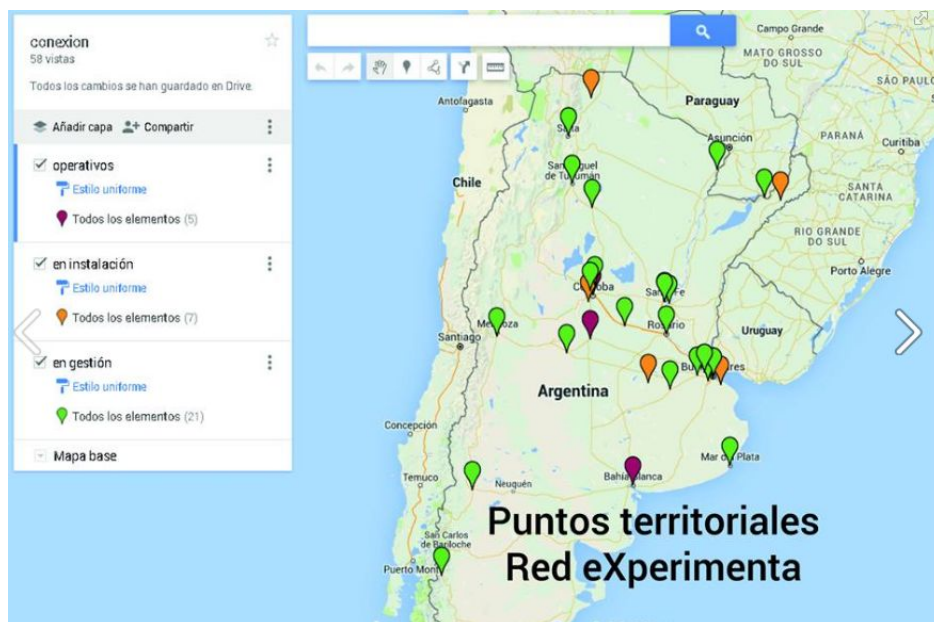 conexion
58 vistas
Todos los cambios se han guardado en Drive.
Añadir capa Compartir
operativos
Estilo uniforme
Todos los elementos (5)
en instalación
Estilo uniforme
Todos los elementos (7)
en gestión
Estilo uniforme
Todos los elementos (21)
Mapa base
Campo Grande
MATO GROSSO
DO SUL
SÃO PAUL
Antofagasta
Paraguay
Salta
Asunción
PARANÁ
Curitiba
San Miguel
de Tucumán
Chile
SANTA
CATARINA
RIO GRANDE
DO SUL
Porto Alegre
Córdoba
Santa Fe
Mendoza
Rosario
Uruguay
Santiago
Buenos Aires
Argentina
Concepción
Mar del Plata
Temuco
Neuquén
Bahía Blanca
San Carlos
de Bariloche
Puerto Montt
Puntos territoriales
Red eXperimenta